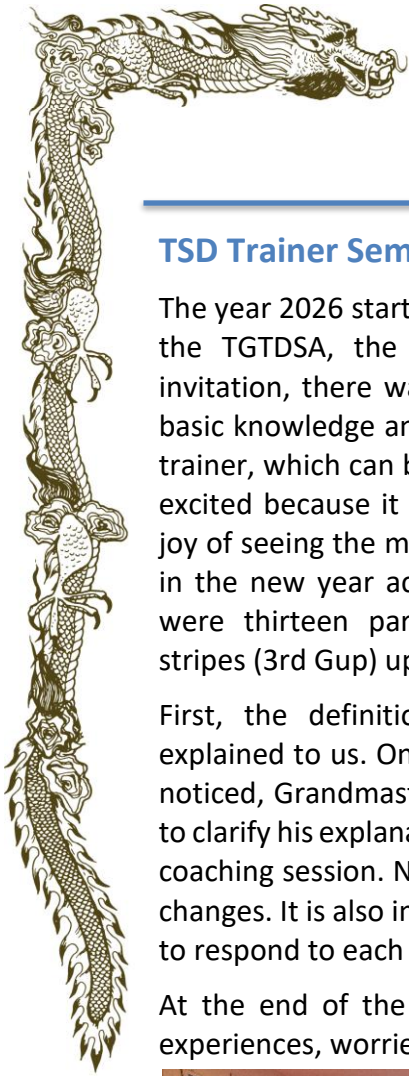 TSD Trainer Sem
The year 2026 start
the TGTDSA, the
invitation, there wa
basic knowledge an
trainer, which can b
excited because it
joy of seeing the m
in the new year ac
were thirteen par
stripes (3rd Gup) up
First, the definitio
explained to us. On
noticed, Grandmast
to clarify his explana
coaching session. N
changes. It is also in
to respond to each
At the end of the
experiences, worrie